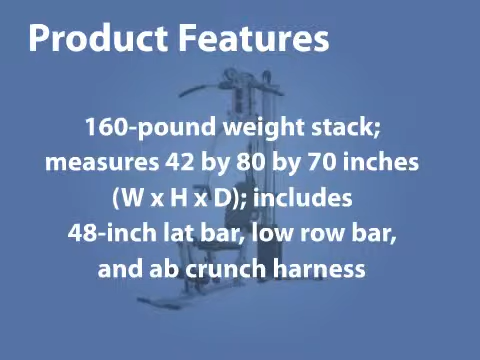 Product Features
160-pound weight stack;
measures 42 by 80 by 70 inches
(W x H x D); includes
48-inch lat bar, low row bar,
and ab crunch harness